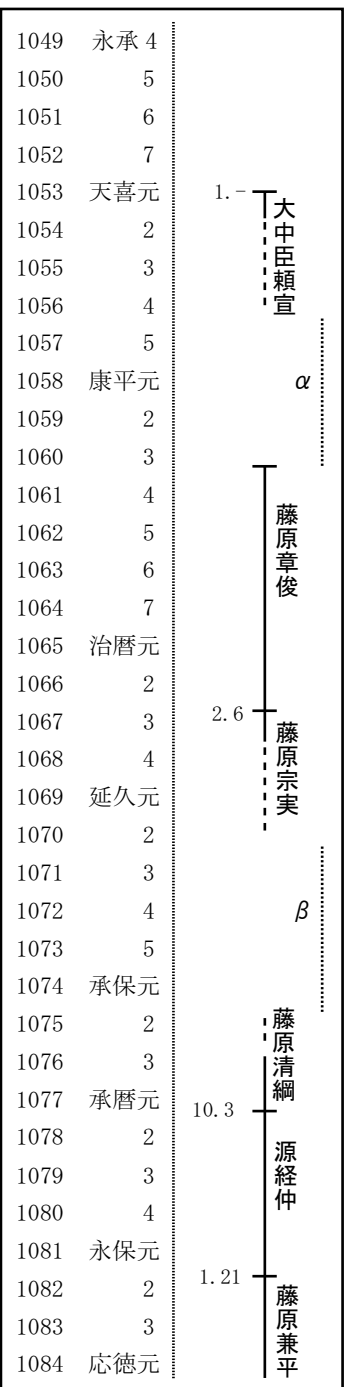 1049 永承 4
1050 5
1051 6
1052 7
1053 天喜元 1.-
大中臣頼宣
1054 2
1055 3
1056 4
1057 5
1058 康平元 α
1059 2
1060 3
1061 4
藤原章俊
1062 5
1063 6
1064 7
1065 治暦元
1066 2
1067 3 2.6
藤原宗実
1068 4
1069 延久元
1070 2
1071 3
1072 4 β
1073 5
1074 承保元
1075 2
藤原清綱
1076 3
1077 承暦元 10.3
1078 2
源経仲
1079 3
1080 4
1081 永保元 1.21
1082 2
藤原兼平
1083 3
1084 応徳元